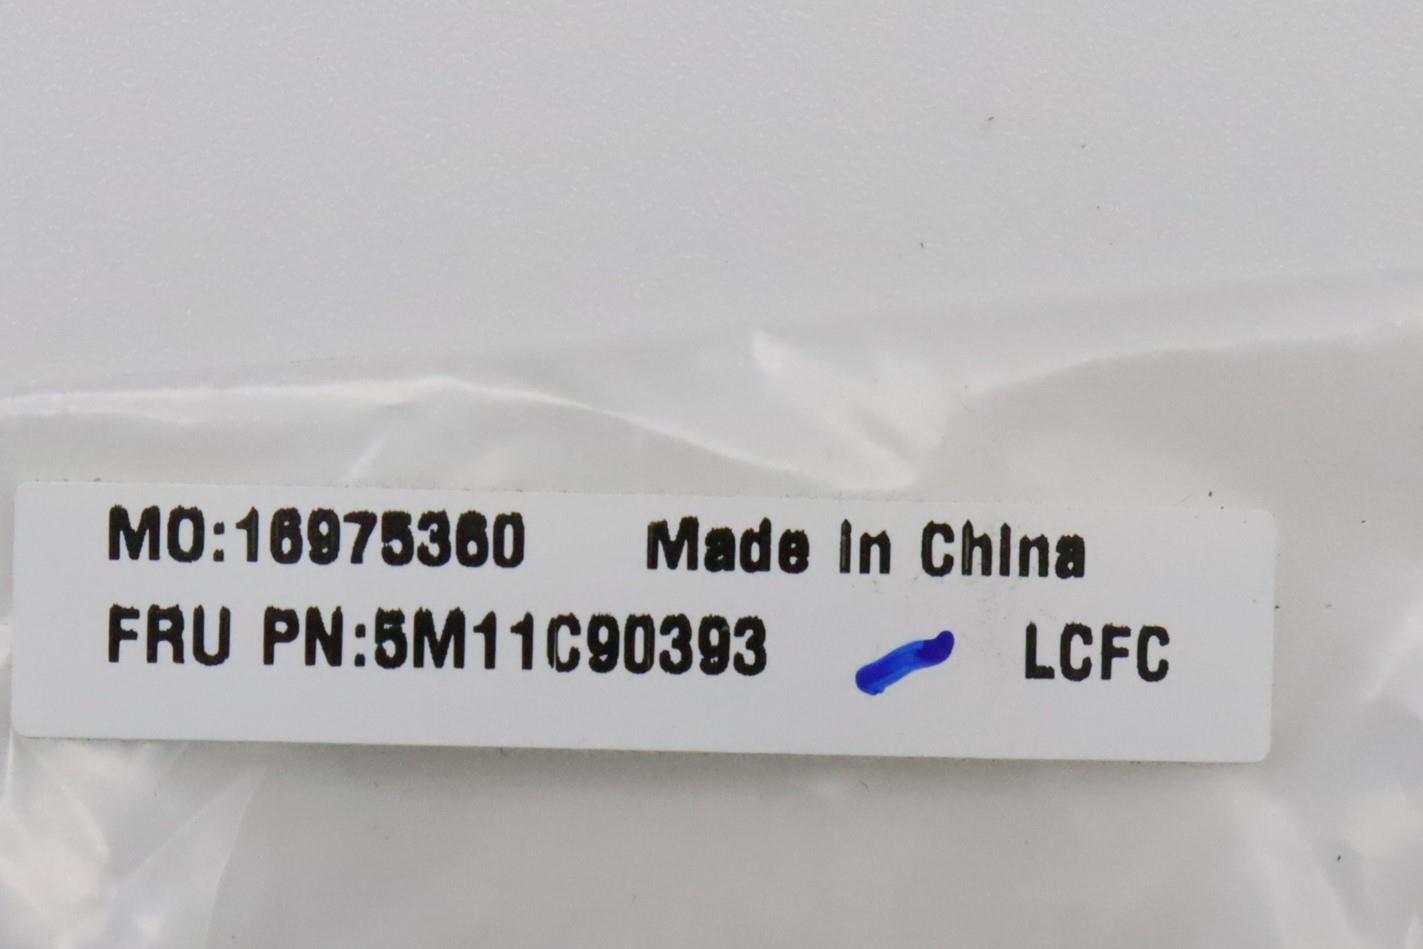 MO:16975360 Made in China
FRU PN:5M11C90393 LCFC